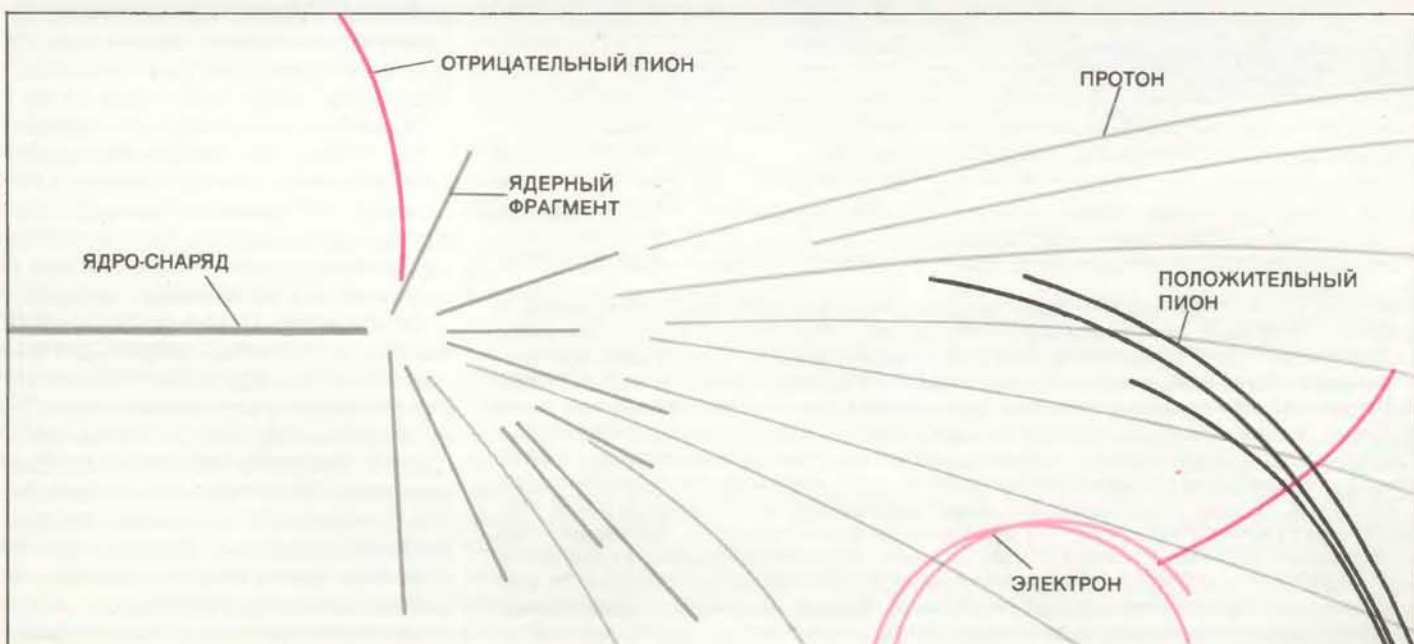 ОТРИЦАТЕЛЬНЫЙ ПИОН
ПРОТОН
ЯДЕРНЫЙ
ФРАГМЕНТ
ЯДРО-СНАРЯД
ПОЛОЖИТЕЛЬНЫЙ
ПИОН
ЭЛЕКТРОН